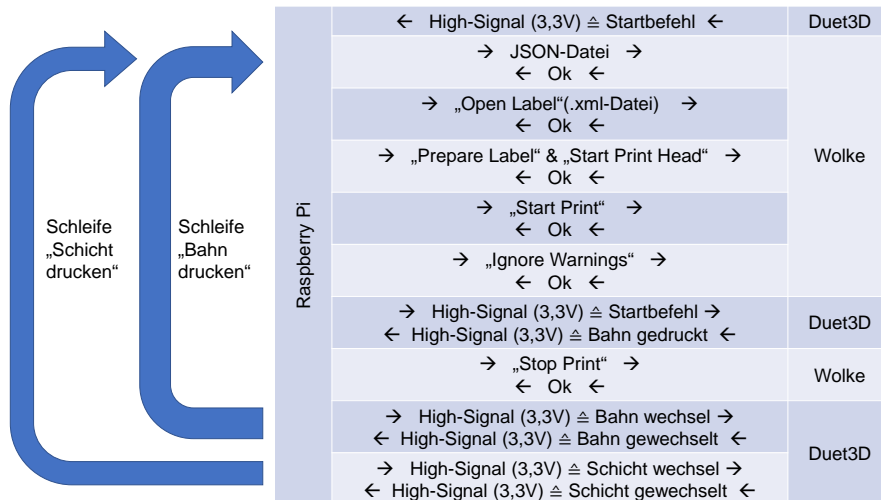 Schleife
„Schicht
drucken“
Schleife
„Bahn
drucken“
Raspberry Pi
← High-Signal (3,3V) ≙ Startbefehl ←
Duet3D
→ JSON-Datei →
← Ok ←
→ „Open Label“(.xml-Datei) →
← Ok ←
→ „Prepare Label“ & „Start Print Head“ →
← Ok ←
→ „Start Print“ →
← Ok ←
→ „Ignore Warnings“ →
← Ok ←
Wolke
→ High-Signal (3,3V) ≙ Startbefehl →
← High-Signal (3,3V) ≙ Bahn gedruckt ←
Duet3D
→ „Stop Print“ →
← Ok ←
Wolke
→ High-Signal (3,3V) ≙ Bahn wechsel →
← High-Signal (3,3V) ≙ Bahn gewechselt ←
→ High-Signal (3,3V) ≙ Schicht wechsel →
← High-Signal (3,3V) ≙ Schicht gewechselt ←
Duet3D